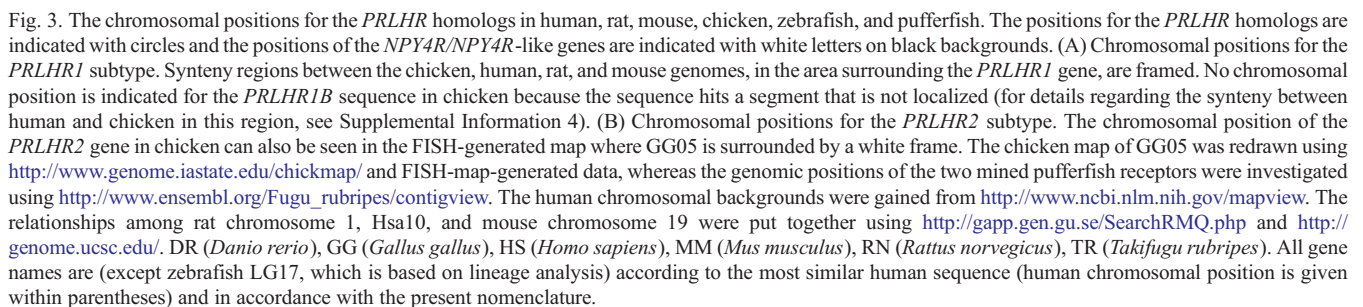 Fig. 3. The chromosomal positions for the PRLHR homologs in human, rat, mouse, chicken, zebrafish, and pufferfish. The positions for the PRLHR homologs are
indicated with circles and the positions of the NPY4R/NPY4R-like genes are indicated with white letters on black backgrounds. (A) Chromosomal positions for the
PRLHR1 subtype. Synteny regions between the chicken, human, rat, and mouse genomes, in the area surrounding the PRLHR1 gene, are framed. No chromosomal
position is indicated for the PRLHR1B sequence in chicken because the sequence hits a segment that is not localized (for details regarding the synteny between
human and chicken in this region, see Supplemental Information 4). (B) Chromosomal positions for the PRLHR2 subtype. The chromosomal position of the
PRLHR2 gene in chicken can also be seen in the FISH-generated map where GG05 is surrounded by a white frame. The chicken map of GG05 was redrawn using
http://www.genome.iastate.edu/chickmap/ and FISH-map-generated data, whereas the genomic positions of the two mined pufferfish receptors were investigated
using http://www.ensembl.org/Fugu_rubripes/contigview. The human chromosomal backgrounds were gained from http://www.ncbi.nlm.nih.gov/mapview. The
relationships among rat chromosome 1, Hsa10, and mouse chromosome 19 were put together using http://gapp.gen.gu.se/SearchRMQ.php and http://
genome.ucsc.edu/. DR (Danio rerio), GG (Gallus gallus), HS (Homo sapiens), MM (Mus musculus), RN (Rattus norvegicus), TR (Takifugu rubripes). All gene
names are (except zebrafish LG17, which is based on lineage analysis) according to the most similar human sequence (human chromosomal position is given
within parentheses) and in accordance with the present nomenclature.